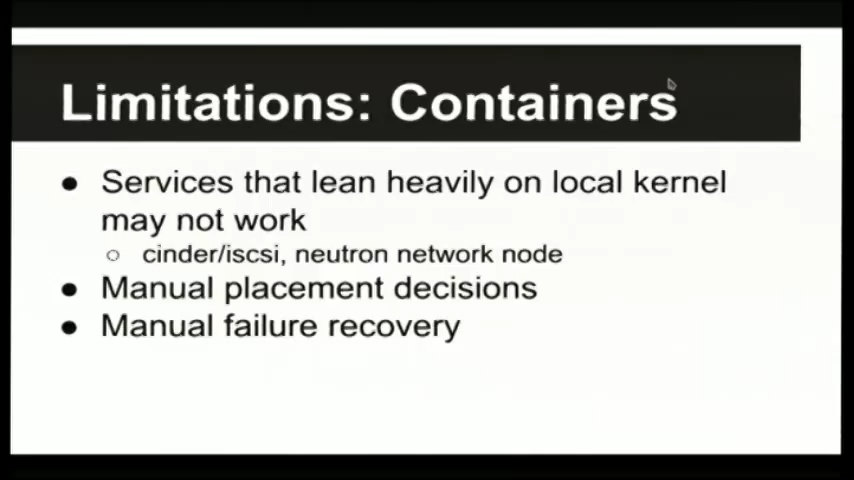 Limitations: Containers
● Services that lean heavily on local kernel
may not work
○ cinder/iscsi, neutron network node
● Manual placement decisions
● Manual failure recovery